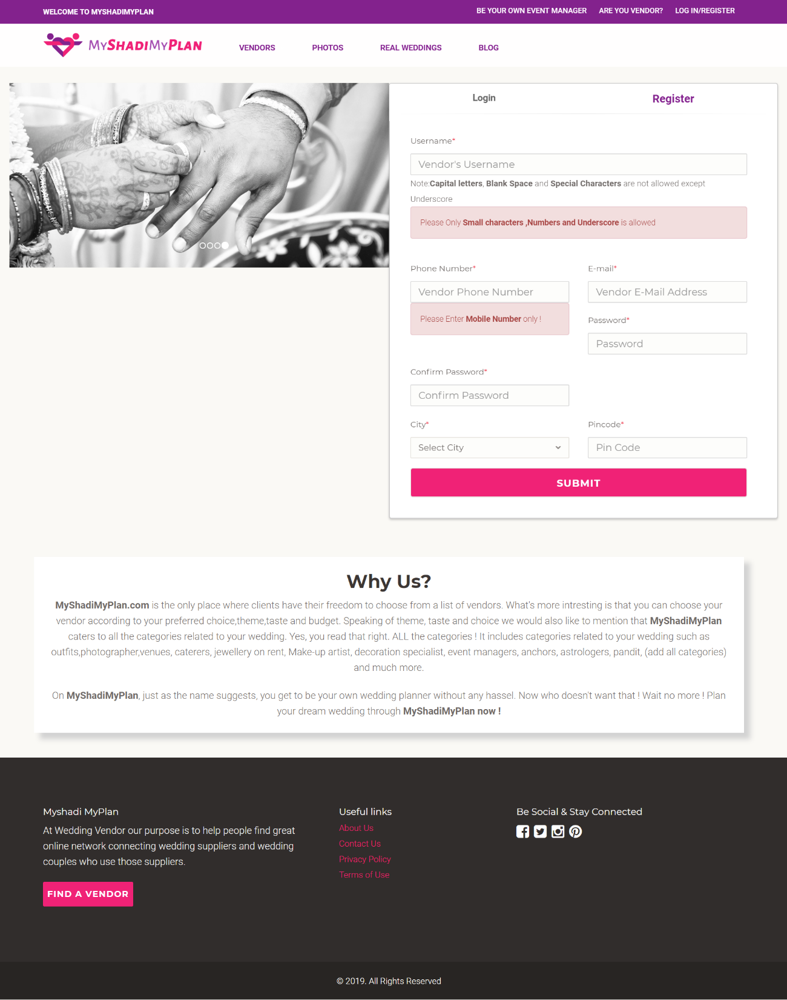 WELCOME TO MYSHADIMYPLAN
BE YOUR OWN EVENT MANAGER ARE YOU VENDOR? LOG IN/REGISTER
MYSHADIMYPLAN VENDORS PHOTOS REAL WEDDINGS BLOG
Login Register
Username*
Vendor's Username
Note:Capital letters, Blank Space and Special Characters are not allowed except
Underscore
Please Only Small characters ,Numbers and Underscore is allowed
Phone Number* E-mail*
Vendor Phone Number Vendor E-Mail Address
Please Enter Mobile Number only !
Password*
Password
Confirm Password*
Confirm Password
City* Pincode*
Select City Pin Code
SUBMIT
Why Us?
MyShadiMyPlan.com is the only place where clients have their freedom to choose from a list of vendors. What's more intresting is that you can choose your
vendor according to your preferred choice,theme,taste and budget. Speaking of theme, taste and choice we would also like to mention that MyShadiMyPlan
caters to all the categories related to your wedding. Yes, you read that right. ALL the categories ! It includes categories related to your wedding such as
outfits,photographer,venues, caterers, jewellery on rent, Make-up artist, decoration specialist, event managers, anchors, astrologers, pandit, (add all categories)
and much more.
On MyShadiMyPlan, just as the name suggests, you get to be your own wedding planner without any hassel. Now who doesn't want that ! Wait no more ! Plan
your dream wedding through MyShadiMyPlan now !
Myshadi MyPlan
At Wedding Vendor our purpose is to help people find great
online network connecting wedding suppliers and wedding
couples who use those suppliers.
FIND A VENDOR
Useful links
About Us
Contact Us
Privacy Policy
Terms of Use
Be Social & Stay Connected
© 2019. All Rights Reserved